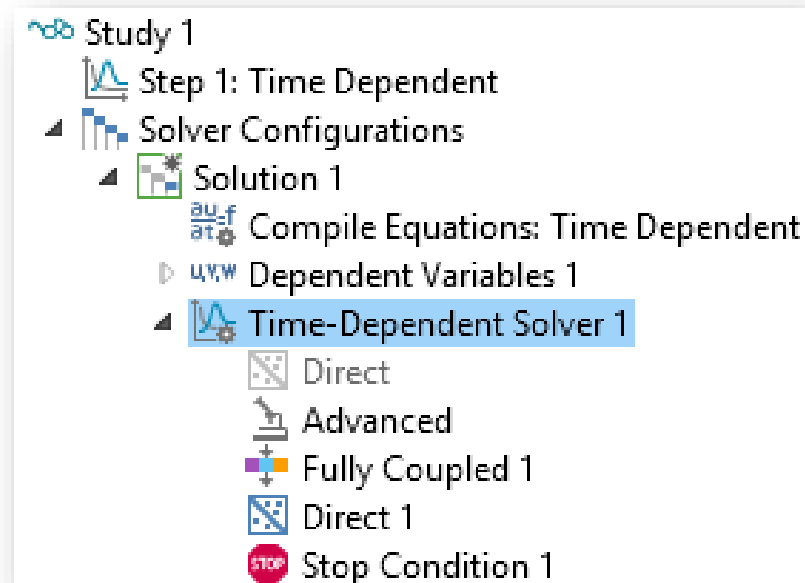 Study 1
Step 1: Time Dependent
Solver Configurations
Solution 1
∂u/∂t=f Compile Equations: Time Dependent
u,v,w Dependent Variables 1
Time-Dependent Solver 1
Direct
Advanced
Fully Coupled 1
Direct 1
STOP Stop Condition 1